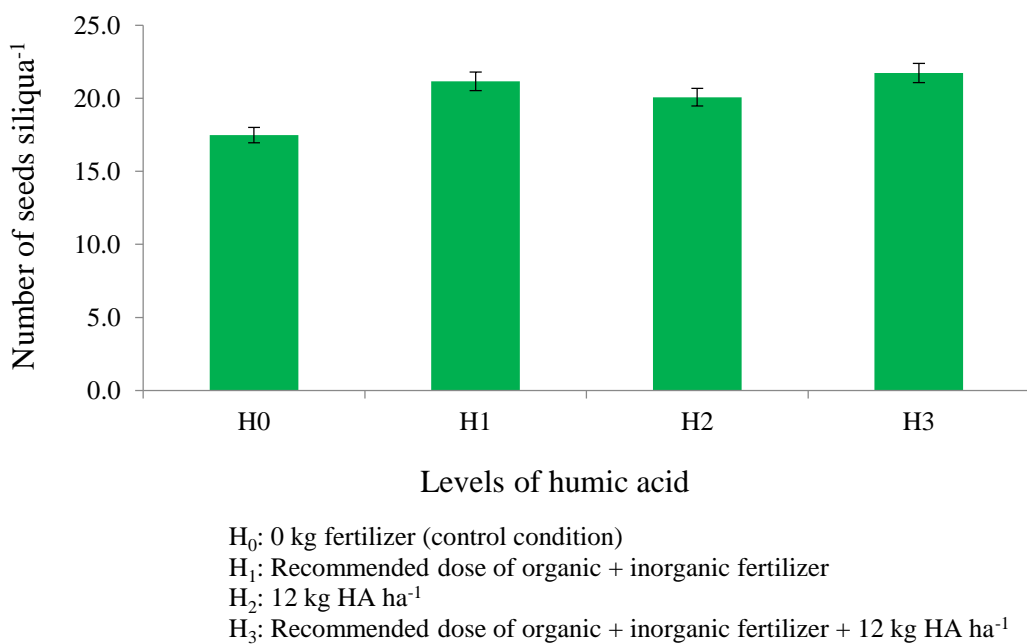 Number of seeds siliqua⁻¹
25.0
20.0
15.0
10.0
5.0
0.0
H0 H1 H2 H3
Levels of humic acid
H₀: 0 kg fertilizer (control condition)
H₁: Recommended dose of organic + inorganic fertilizer
H₂: 12 kg HA ha⁻¹
H₃: Recommended dose of organic + inorganic fertilizer + 12 kg HA ha⁻¹